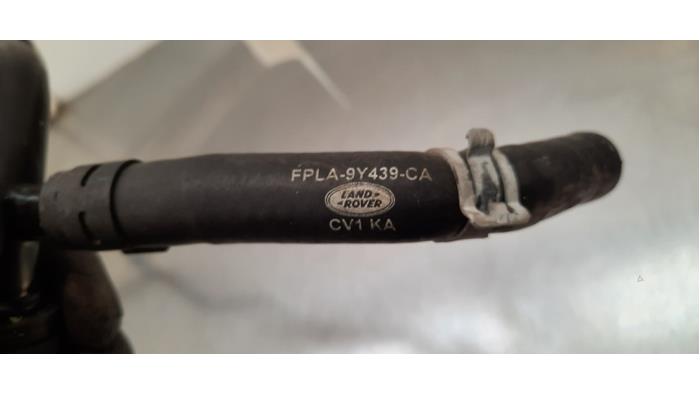 FPLA-9Y439-CA
LAND-
-ROVER
CV1 KA